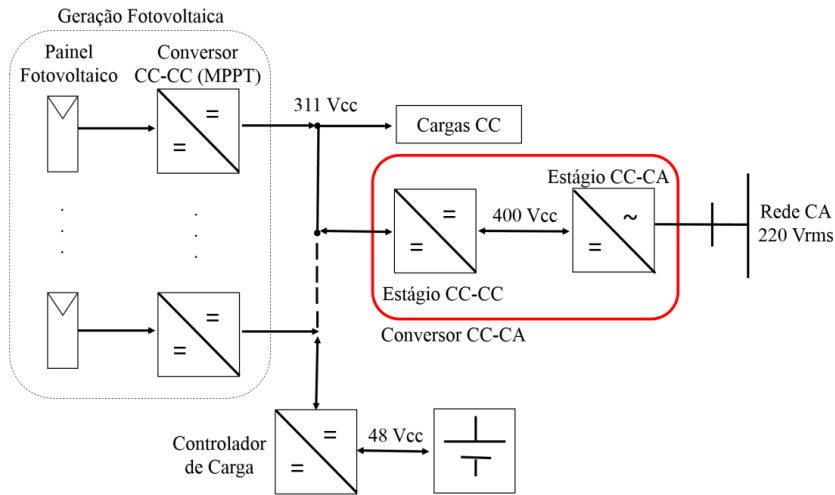 Geração Fotovoltaica
Painel
Fotovoltaico
Conversor
CC-CC (MPPT)
311 Vcc
Cargas CC
Estágio CC-CA
400 Vcc
Rede CA
220 Vrms
Estágio CC-CC
Conversor CC-CA
Controlador
de Carga
48 Vcc